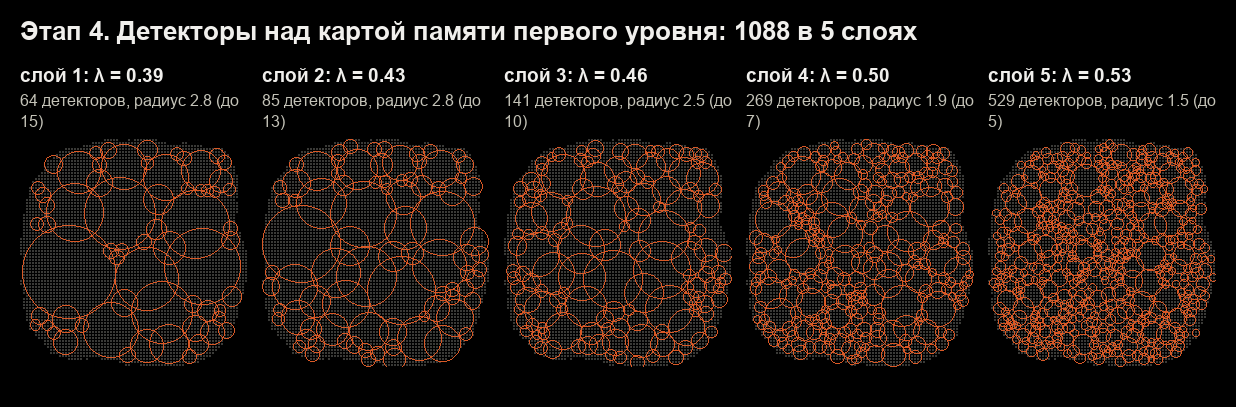 Этап 4. Детекторы над картой памяти первого уровня: 1088 в 5 слоях
слой 1: λ = 0.39
64 детекторов, радиус 2.8 (до
15)
слой 2: λ = 0.43
85 детекторов, радиус 2.8 (до
13)
слой 3: λ = 0.46
141 детекторов, радиус 2.5 (до
10)
слой 4: λ = 0.50
269 детекторов, радиус 1.9 (до
7)
слой 5: λ = 0.53
529 детекторов, радиус 1.5 (до
5)